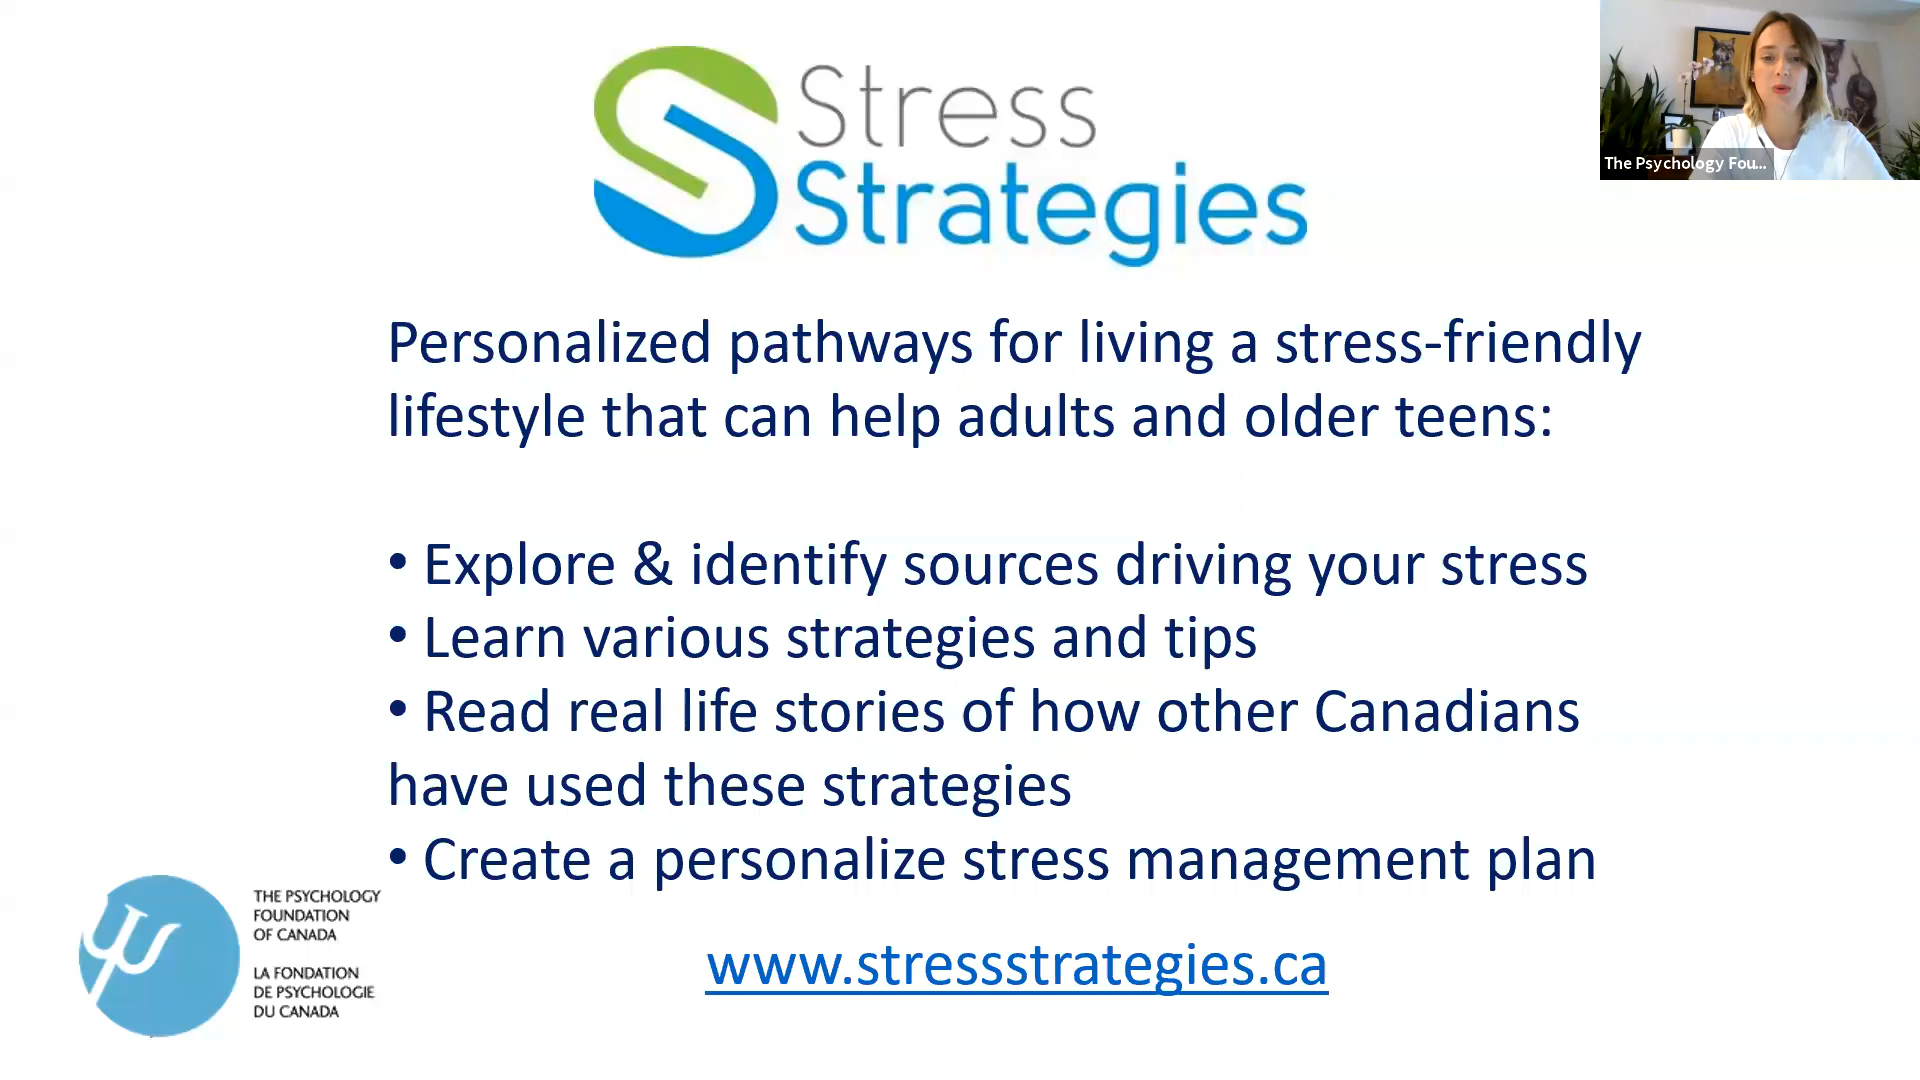 Stress
Strategies
The Psychology Fou...
Personalized pathways for living a stress-friendly
lifestyle that can help adults and older teens:
• Explore & identify sources driving your stress
• Learn various strategies and tips
• Read real life stories of how other Canadians
have used these strategies
• Create a personalize stress management plan
THE PSYCHOLOGY
FOUNDATION
OF CANADA
LA FONDATION
DE PSYCHOLOGIE
DU CANADA
www.stressstrategies.ca